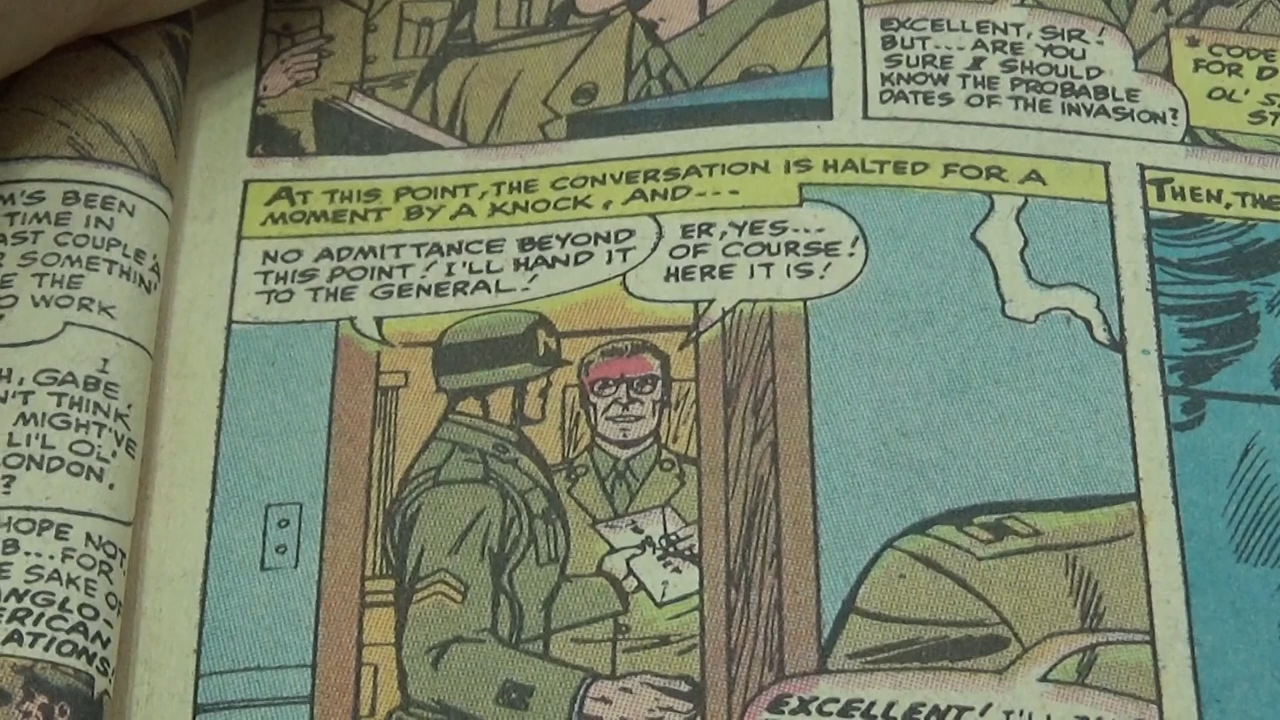 EXCELLENT, SIR!
BUT... ARE YOU
SURE I SHOULD
KNOW THE PROBABLE
DATES OF THE INVASION?
* CODE
FOR D
OL' S
ST
AT THIS POINT, THE CONVERSATION IS HALTED FOR A
MOMENT BY A KNOCK, AND---
NO ADMITTANCE BEYOND
THIS POINT! I'LL HAND IT
TO THE GENERAL!
ER, YES---
OF COURSE!
HERE IT IS!
EXCELLENT! I'LL
THEN, THE
M'S BEEN
TIME IN
AST COUPLE'A
SOMETHIN'
E THE
O WORK
I
H, GABE
N'T THINK
MIGHT'VE
LI'L OL'
ONDON.
?
HOPE NOT,
B... FOR
E SAKE O
ANGLO-
ERICAN
ATIONS!